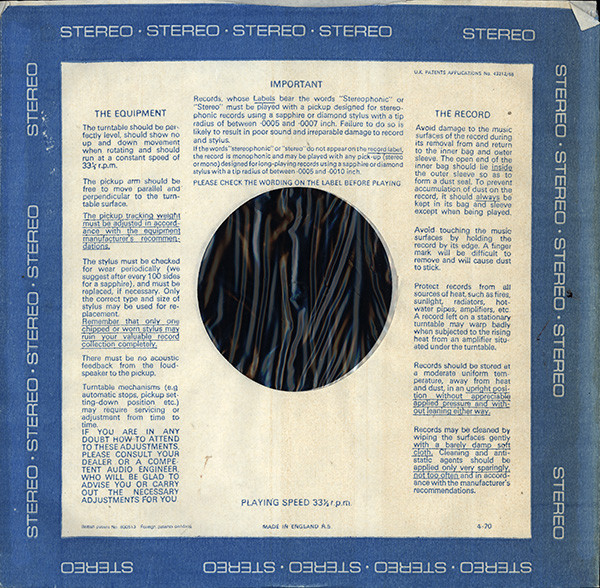 STEREO · STEREO · STEREO · STEREO
STEREO
U.K. PATENTS APPLICATIONS No. 43212/68
IMPORTANT
Records, whose Labels bear the words "Stereophonic" or
"Stereo" must be played with a pickup designed for stereo-
phonic records using a sapphire or diamond stylus with a tip
radius of between ·0005 and ·0007 inch. Failure to do so is
likely to result in poor sound and irreparable damage to record
and stylus.
If the words "stereophonic" or "stereo" do not appear on the record label,
the record is monophonic and may be played with any pick-up (stereo
or mono) designed for long-playing records using a sapphire or diamond
stylus with a tip radius of between ·0005 and ·0010 inch.
PLEASE CHECK THE WORDING ON THE LABEL BEFORE PLAYING
THE EQUIPMENT
The turntable should be per-
fectly level, should show no
up and down movement
when rotating and should
run at a constant speed of
33⅓ r.p.m.
The pickup arm should be
free to move parallel and
perpendicular to the turn-
table surface.
The pickup tracking weight
must be adjusted in accord-
ance with the equipment
manufacturer's recommen-
dations.
The stylus must be checked
for wear periodically (we
suggest after every 100 sides
for a sapphire), and must be
replaced, if necessary. Only
the correct type and size of
stylus may be used for re-
placement.
Remember that only one
chipped or worn stylus may
ruin your valuable record
collection completely.
There must be no acoustic
feedback from the loud-
speaker to the pickup.
Turntable mechanisms (e.g
automatic stops, pickup set-
ting-down position etc.)
may require servicing or
adjustment from time to
time.
IF YOU ARE IN ANY
DOUBT HOW TO ATTEND
TO THESE ADJUSTMENTS,
PLEASE CONSULT YOUR
DEALER OR A COMPE-
TENT AUDIO ENGINEER,
WHO WILL BE GLAD TO
ADVISE YOU OR CARRY
OUT THE NECESSARY
ADJUSTMENTS FOR YOU
THE RECORD
Avoid damage to the music
surfaces of the record during
its removal from and return
to the inner bag and outer
sleeve. The open end of the
inner bag should lie inside
the outer sleeve so as to
form a dust seal. To prevent
accumulation of dust on the
record, it should always be
kept in its bag and sleeve
except when being played.
Avoid touching the music
surfaces by holding the
record by its edge. A finger
mark will be difficult to
remove and will cause dust
to stick.
Protect records from all
sources of heat, such as fires,
sunlight, radiators, hot-
water pipes, amplifiers, etc
A record left on a stationary
turntable may warp badly
when subjected to the rising
heat from an amplifier situ-
ated under the turntable.
Records should be stored at
a moderate uniform tem-
perature, away from heat
and dust, in an upright posi-
tion without appreciable
applied pressure and with-
out leaning either way.
Records may be cleaned by
wiping the surfaces gently
with a barely damp soft
cloth. Cleaning and anti-
static agents should be
applied only very sparingly,
not too often and in accord-
ance with the manufacturer's
recommendations.
PLAYING SPEED 33⅓ r.p.m.
MADE IN ENGLAND R.S.
4-70
STEREO
STEREO · STEREO · STEREO · STEREO
STEREO · STEREO · STEREO · STEREO
STEREO
STEREO
STEREO · STEREO · STEREO · STEREO